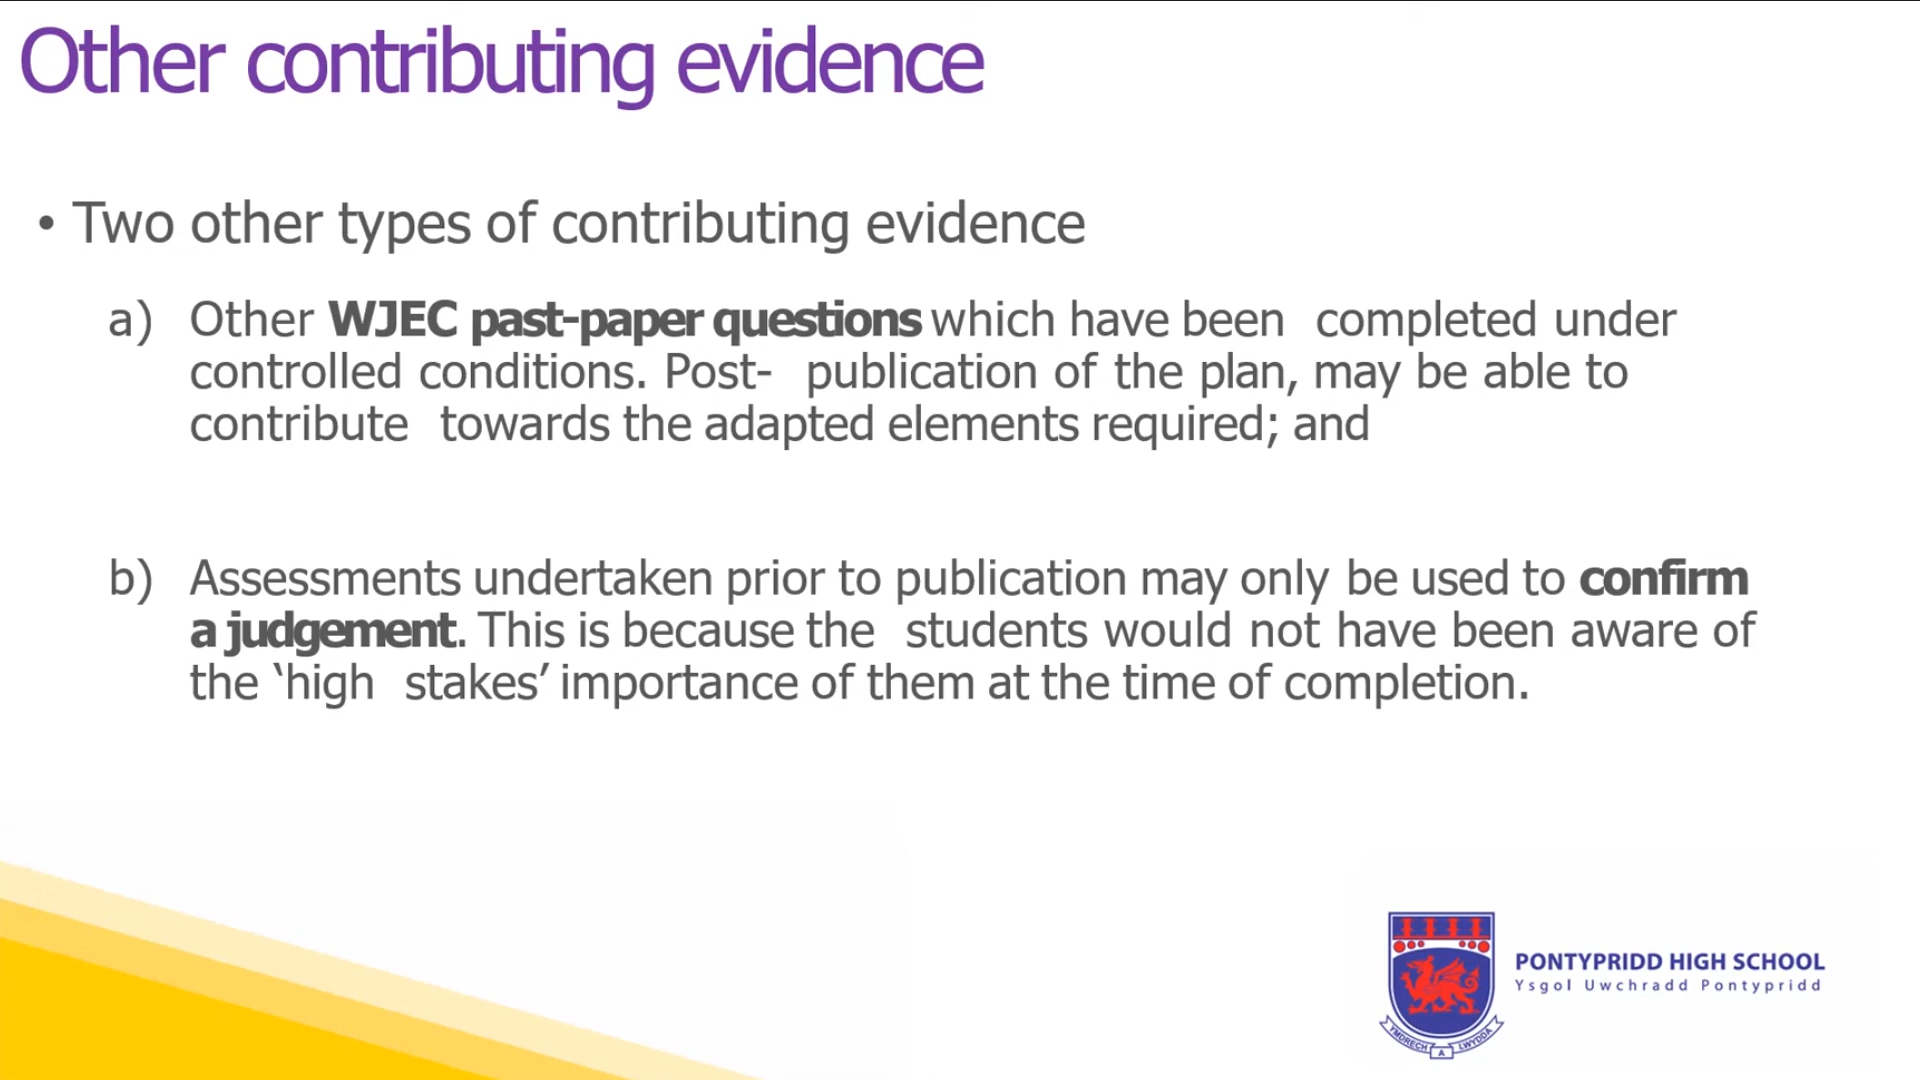 Other contributing evidence
• Two other types of contributing evidence
a) Other WJEC past-paper questions which have been completed under
controlled conditions. Post- publication of the plan, may be able to
contribute towards the adapted elements required; and
b) Assessments undertaken prior to publication may only be used to confirm
a judgement. This is because the students would not have been aware of
the ‘high stakes’ importance of them at the time of completion.
PONTYPRIDD HIGH SCHOOL
Ysgol Uwchradd Pontypridd
YMDRECH A LWYDDA